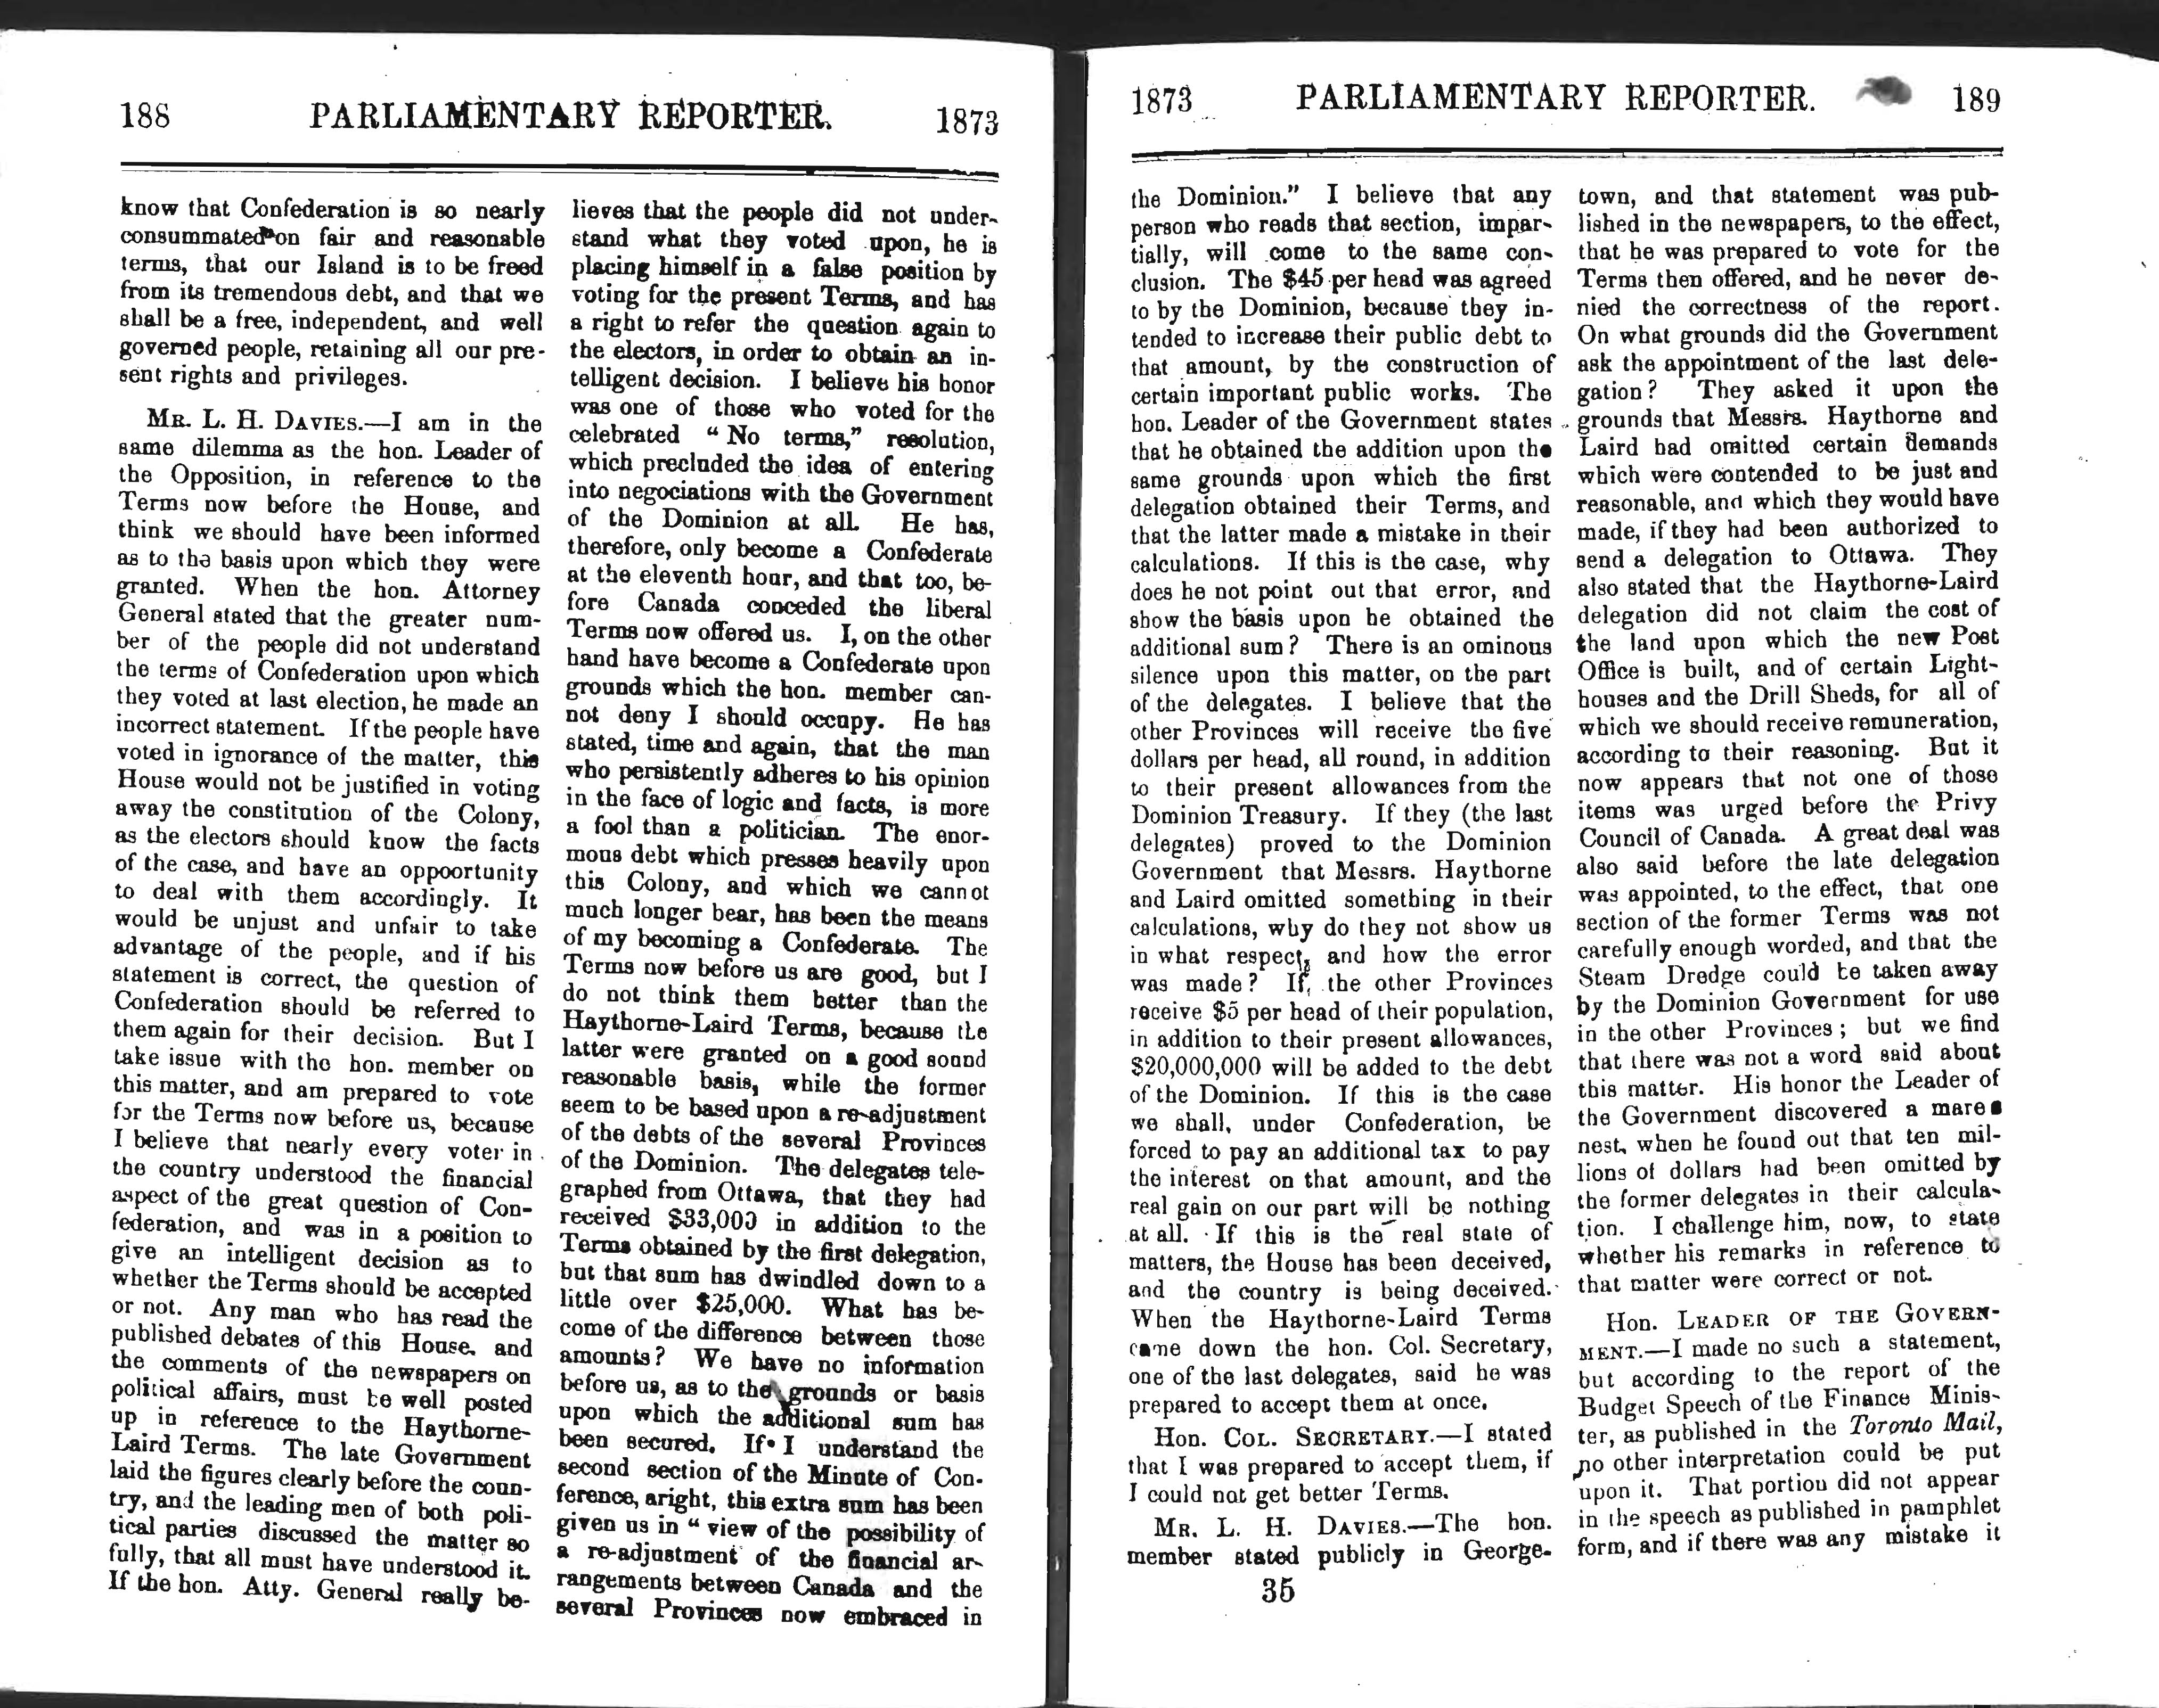 188 PARLIAMENTARY REPORTER. 1873
know that Confederation is so nearly
consummated on fair and reasonable
terms, that our Island is to be freed
from its tremendous debt, and that we
shall be a free, independent, and well
governed people, retaining all our pre-
sent rights and privileges.
MR. L. H. DAVIES.—I am in the
same dilemma as the hon. Leader of
the Opposition, in reference to the
Terms now before the House, and
think we should have been informed
as to the basis upon which they were
granted. When the hon. Attorney
General stated that the greater num-
ber of the people did not understand
the terms of Confederation upon which
they voted at last election, he made an
incorrect statement. If the people have
voted in ignorance of the matter, this
House would not be justified in voting
away the constitution of the Colony,
as the electors should know the facts
of the case, and have an oppoortunity
to deal with them accordingly. It
would be unjust and unfair to take
advantage of the people, and if his
statement is correct, the question of
Confederation should be referred to
them again for their decision. But I
take issue with the hon. member on
this matter, and am prepared to vote
for the Terms now before us, because
I believe that nearly every voter in
the country understood the financial
aspect of the great question of Con-
federation, and was in a position to
give an intelligent decision as to
whether the Terms should be accepted
or not. Any man who has read the
published debates of this House, and
the comments of the newspapers on
political affairs, must be well posted
up in reference to the Haythorne-
Laird Terms. The late Government
laid the figures clearly before the coun-
try, and the leading men of both poli-
tical parties discussed the matter so
fully, that all must have understood it.
If the hon. Atty. General really be-
lieves that the people did not under-
stand what they voted upon, he is
placing himself in a false position by
voting for the present Terms, and has
a right to refer the question again to
the electors, in order to obtain an in-
telligent decision. I believe his honor
was one of those who voted for the
celebrated “No terms,” resolution,
which precluded the idea of entering
into negociations with the Government
of the Dominion at all. He has,
therefore, only become a Confederate
at the eleventh hour, and that too, be-
fore Canada conceded the liberal
Terms now offered us. I, on the other
hand have become a Confederate upon
grounds which the hon. member can-
not deny I should occupy. He has
stated, time and again, that the man
who persistently adheres to his opinion
in the face of logic and facts, is more
a fool than a politician. The enor-
mous debt which presses heavily upon
this Colony, and which we cannot
much longer bear, has been the means
of my becoming a Confederate. The
Terms now before us are good, but I
do not think them better than the
Haythorne-Laird Terms, because the
latter were granted on a good sound
reasonable basis, while the former
seem to be based upon a re-adjustment
of the debts of the several Provinces
of the Dominion. The delegates tele-
graphed from Ottawa, that they had
received $33,000 in addition to the
Terms obtained by the first delegation,
but that sum has dwindled down to a
little over $25,000. What has be-
come of the difference between those
amounts? We have no information
before us, as to the grounds or basis
upon which the additional sum has
been secured. If I understand the
second section of the Minute of Con-
ference, aright, this extra sum has been
given us in “view of the possibility of
a re-adjustment of the financial ar-
rangements between Canada and the
several Provinces now embraced in
1873 PARLIAMENTARY REPORTER. 189
the Dominion.” I believe that any
person who reads that section, impar-
tially, will come to the same con-
clusion. The $45 per head was agreed
to by the Dominion, because they in-
tended to increase their public debt to
that amount, by the construction of
certain important public works. The
hon. Leader of the Government states
that he obtained the addition upon the
same grounds upon which the first
delegation obtained their Terms, and
that the latter made a mistake in their
calculations. If this is the case, why
does he not point out that error, and
show the basis upon he obtained the
additional sum? There is an ominous
silence upon this matter, on the part
of the delegates. I believe that the
other Provinces will receive the five
dollars per head, all round, in addition
to their present allowances from the
Dominion Treasury. If they (the last
delegates) proved to the Dominion
Government that Messrs. Haythorne
and Laird omitted something in their
calculations, why do they not show us
in what respect, and how the error
was made? If, the other Provinces
receive $5 per head of their population,
in addition to their present allowances,
$20,000,000 will be added to the debt
of the Dominion. If this is the case
we shall, under Confederation, be
forced to pay an additional tax to pay
the interest on that amount, and the
real gain on our part will be nothing
at all. If this is the real state of
matters, the House has been deceived,
and the country is being deceived.
When the Haythorne-Laird Terms
came down the hon. Col. Secretary,
one of the last delegates, said he was
prepared to accept them at once.
Hon. COL. SECRETARY.—I stated
that I was prepared to accept them, if
I could not get better Terms.
MR. L. H. DAVIES.—The hon.
member stated publicly in George-
35
town, and that statement was pub-
lished in the newspapers, to the effect,
that he was prepared to vote for the
Terms then offered, and he never de-
nied the correctness of the report.
On what grounds did the Government
ask the appointment of the last dele-
gation? They asked it upon the
grounds that Messrs. Haythorne and
Laird had omitted certain demands
which were contended to be just and
reasonable, and which they would have
made, if they had been authorized to
send a delegation to Ottawa. They
also stated that the Haythorne-Laird
delegation did not claim the cost of
the land upon which the new Post
Office is built, and of certain Light-
houses and the Drill Sheds, for all of
which we should receive remuneration,
according to their reasoning. But it
now appears that not one of those
items was urged before the Privy
Council of Canada. A great deal was
also said before the late delegation
was appointed, to the effect, that one
section of the former Terms was not
carefully enough worded, and that the
Steam Dredge could be taken away
by the Dominion Government for use
in the other Provinces; but we find
that there was not a word said about
this matter. His honor the Leader of
the Government discovered a mares
nest, when he found out that ten mil-
lions of dollars had been omitted by
the former delegates in their calcula-
tion. I challenge him, now, to state
whether his remarks in reference to
that matter were correct or not.
Hon. LEADER OF THE GOVERN-
MENT.—I made no such a statement,
but according to the report of the
Budget Speech of the Finance Minis-
ter, as published in the Toronto Mail,
no other interpretation could be put
upon it. That portion did not appear
in the speech as published in pamphlet
form, and if there was any mistake it